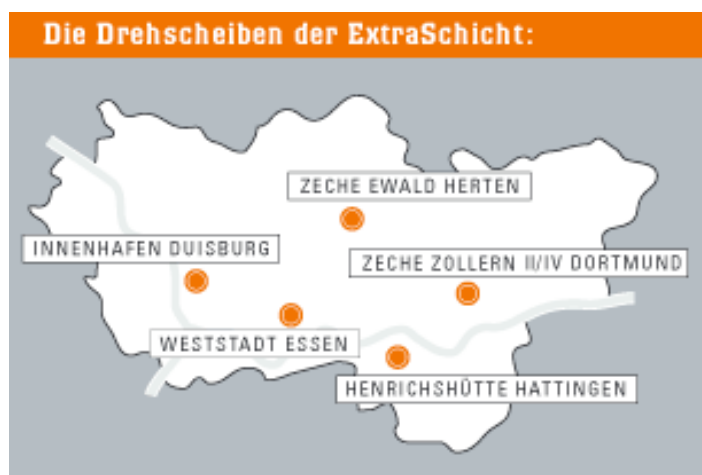 Die Drehscheiben der ExtraSchicht:
ZECHE EWALD HERTEN
INNENHAFEN DUISBURG
ZECHE ZOLLERN II/IV DORTMUND
WESTSTADT ESSEN
HENRICHSHÜTTE HATTINGEN